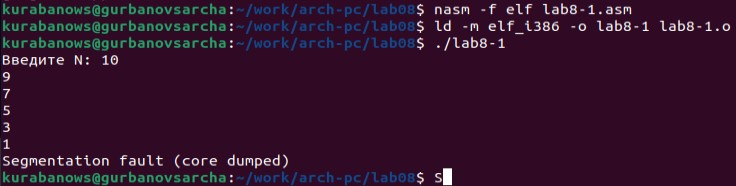 kurabanows@gurbanovsarcha:~/work/arch-pc/lab08$ nasm -f elf lab8-1.asm
kurabanows@gurbanovsarcha:~/work/arch-pc/lab08$ ld -m elf_i386 -o lab8-1 lab8-1.o
kurabanows@gurbanovsarcha:~/work/arch-pc/lab08$ ./lab8-1
Введите N: 10
9
7
5
3
1
Segmentation fault (core dumped)
kurabanows@gurbanovsarcha:~/work/arch-pc/lab08$ S